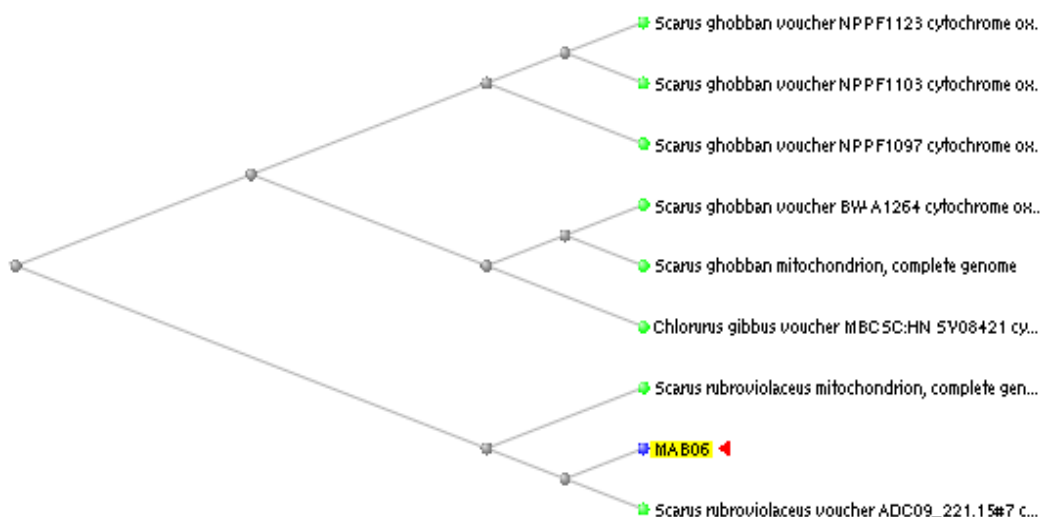 Scarus ghobban voucher NPPF1123 cytochrome ox.
Scarus ghobban voucher NPPF1103 cytochrome ox.
Scarus ghobban voucher NPPF1097 cytochrome ox.
Scarus ghobban voucher BW-A1264 cytochrome ox..
Scarus ghobban mitochondrion, complete genome
Chlorurus gibbus voucher MBCSC:HN SV08421 cy...
Scarus rubroviolaceus mitochondrion, complete gen...
MAB06
Scarus rubroviolaceus voucher ADC09_221.15#7 c...